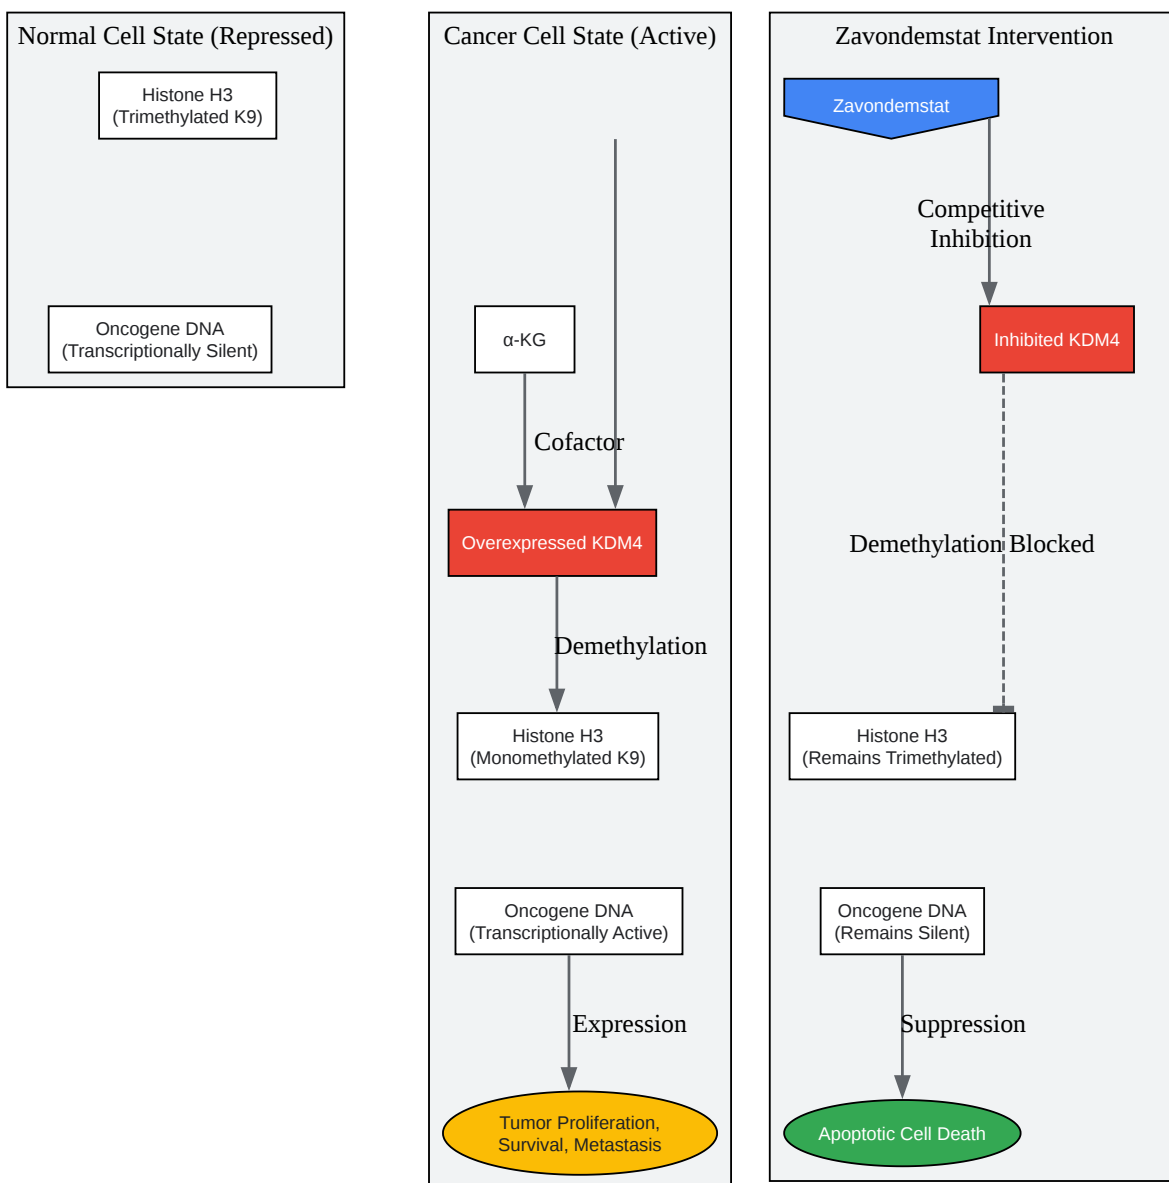 Normal Cell State (Repressed)
Histone H3
(Trimethylated K9)
Oncogene DNA
(Transcriptionally Silent)
Cancer Cell State (Active)
α-KG
Cofactor
Overexpressed KDM4
Demethylation
Histone H3
(Monomethylated K9)
Oncogene DNA
(Transcriptionally Active)
Expression
Tumor Proliferation,
Survival, Metastasis
Zavondemstat Intervention
Zavondemstat
Competitive
Inhibition
Inhibited KDM4
Demethylation Blocked
Histone H3
(Remains Trimethylated)
Oncogene DNA
(Remains Silent)
Suppression
Apoptotic Cell Death